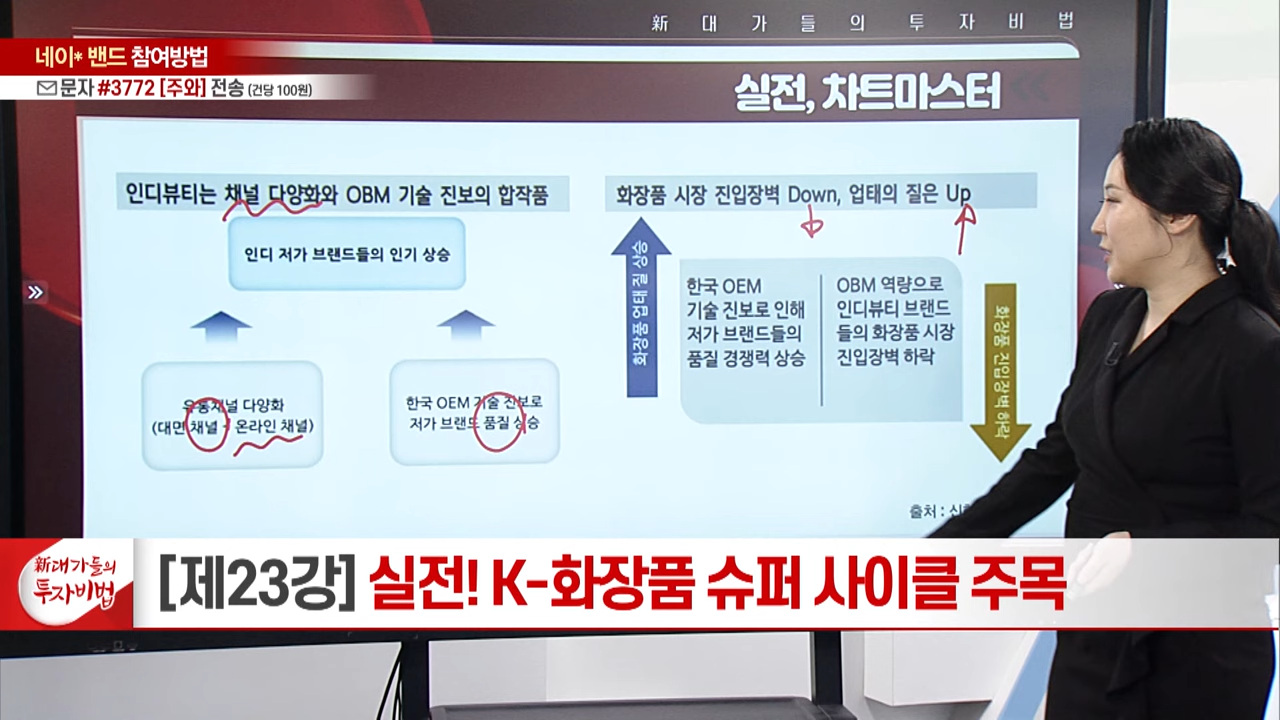 新 대 가 들 의 투 자 비 법
네이* 밴드 참여방법
문자 #3772 [주와] 전송 (건당 100원)
실전, 차트마스터
인디뷰티는 채널 다양화와 OBM 기술 진보의 합작품
인디 저가 브랜드들의 인기 상승
유통채널 다양화
(대면 채널 - 온라인 채널)
한국 OEM 기술 진보로
저가 브랜드 품질 상승
화장품 시장 진입장벽 Down, 업태의 질은 Up
화장품 업태 질 상승
한국 OEM
기술 진보로 인해
저가 브랜드들의
품질 경쟁력 상승
OBM 역량으로
인디뷰티 브랜드
들의 화장품 시장
진입장벽 하락
화장품 진입장벽 하락
출처 :
新대가들의
투자비법
[제23강] 실전! K-화장품 슈퍼 사이클 주목